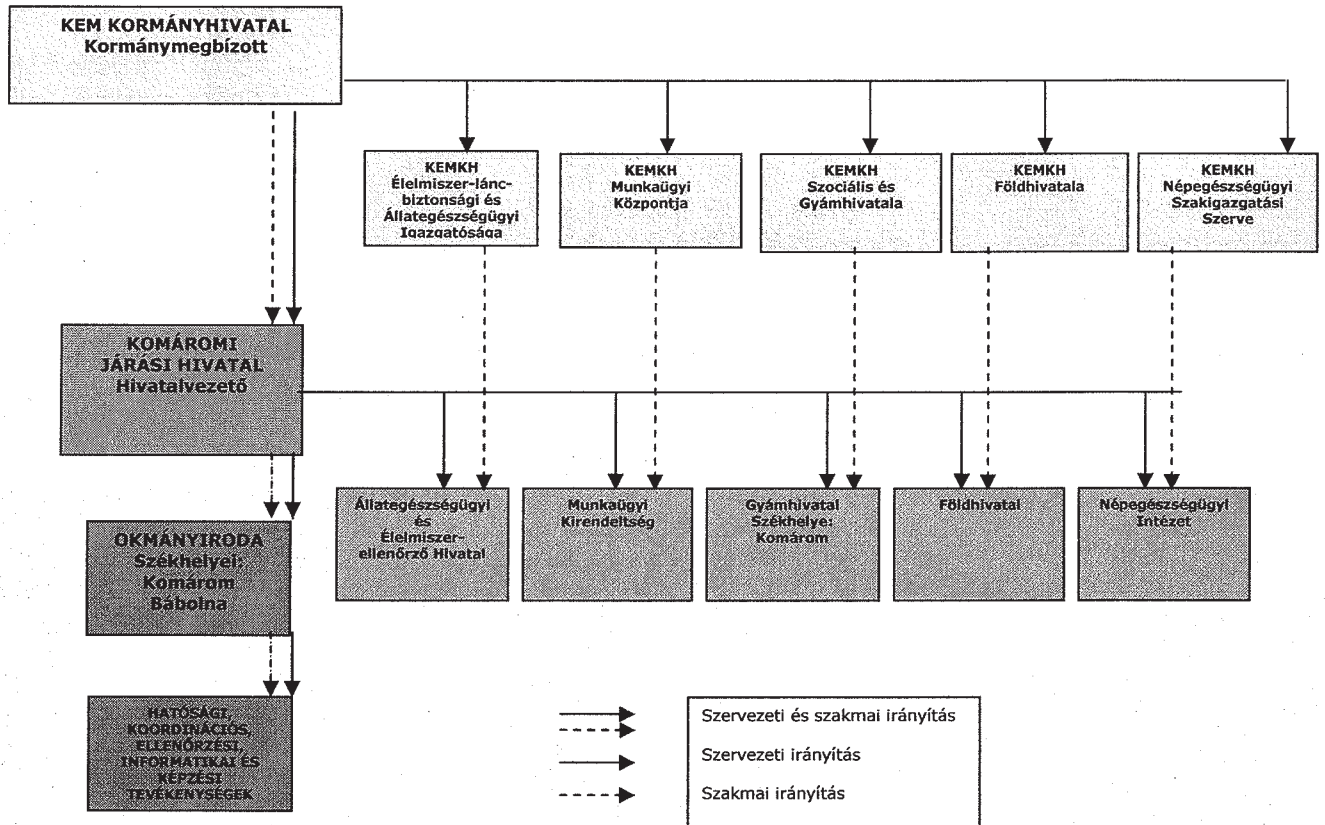 KEM KORMÁNYHIVATAL
Kormánymegbízott
KEMKH
Élelmiszer-lánc-
biztonsági és
Állategészségügyi
Igazgatósága
KEMKH
Munkaügyi
Központja
KEMKH
Szociális és
Gyámhivatala
KEMKH
Földhivatala
KEMKH
Népegészségügyi
Szakigazgatási
Szerve
KOMÁROMI
JÁRÁSI HIVATAL
Hivatalvezető
Állategészségügyi
és
Élelmiszer-
ellenőrző Hivatal
Munkaügyi
Kirendeltség
Gyámhivatal
Székhelye:
Komárom
Földhivatal
Népegészségügyi
Intézet
OKMÁNYIRODA
Székhelyei:
Komárom
Bábolna
HATÓSÁGI,
KOORDINÁCIÓS,
ELLENŐRZÉSI,
INFORMATIKAI ÉS
KÉPZÉSI
TEVÉKENYSÉGEK
Szervezeti és szakmai irányítás
Szervezeti irányítás
Szakmai irányítás